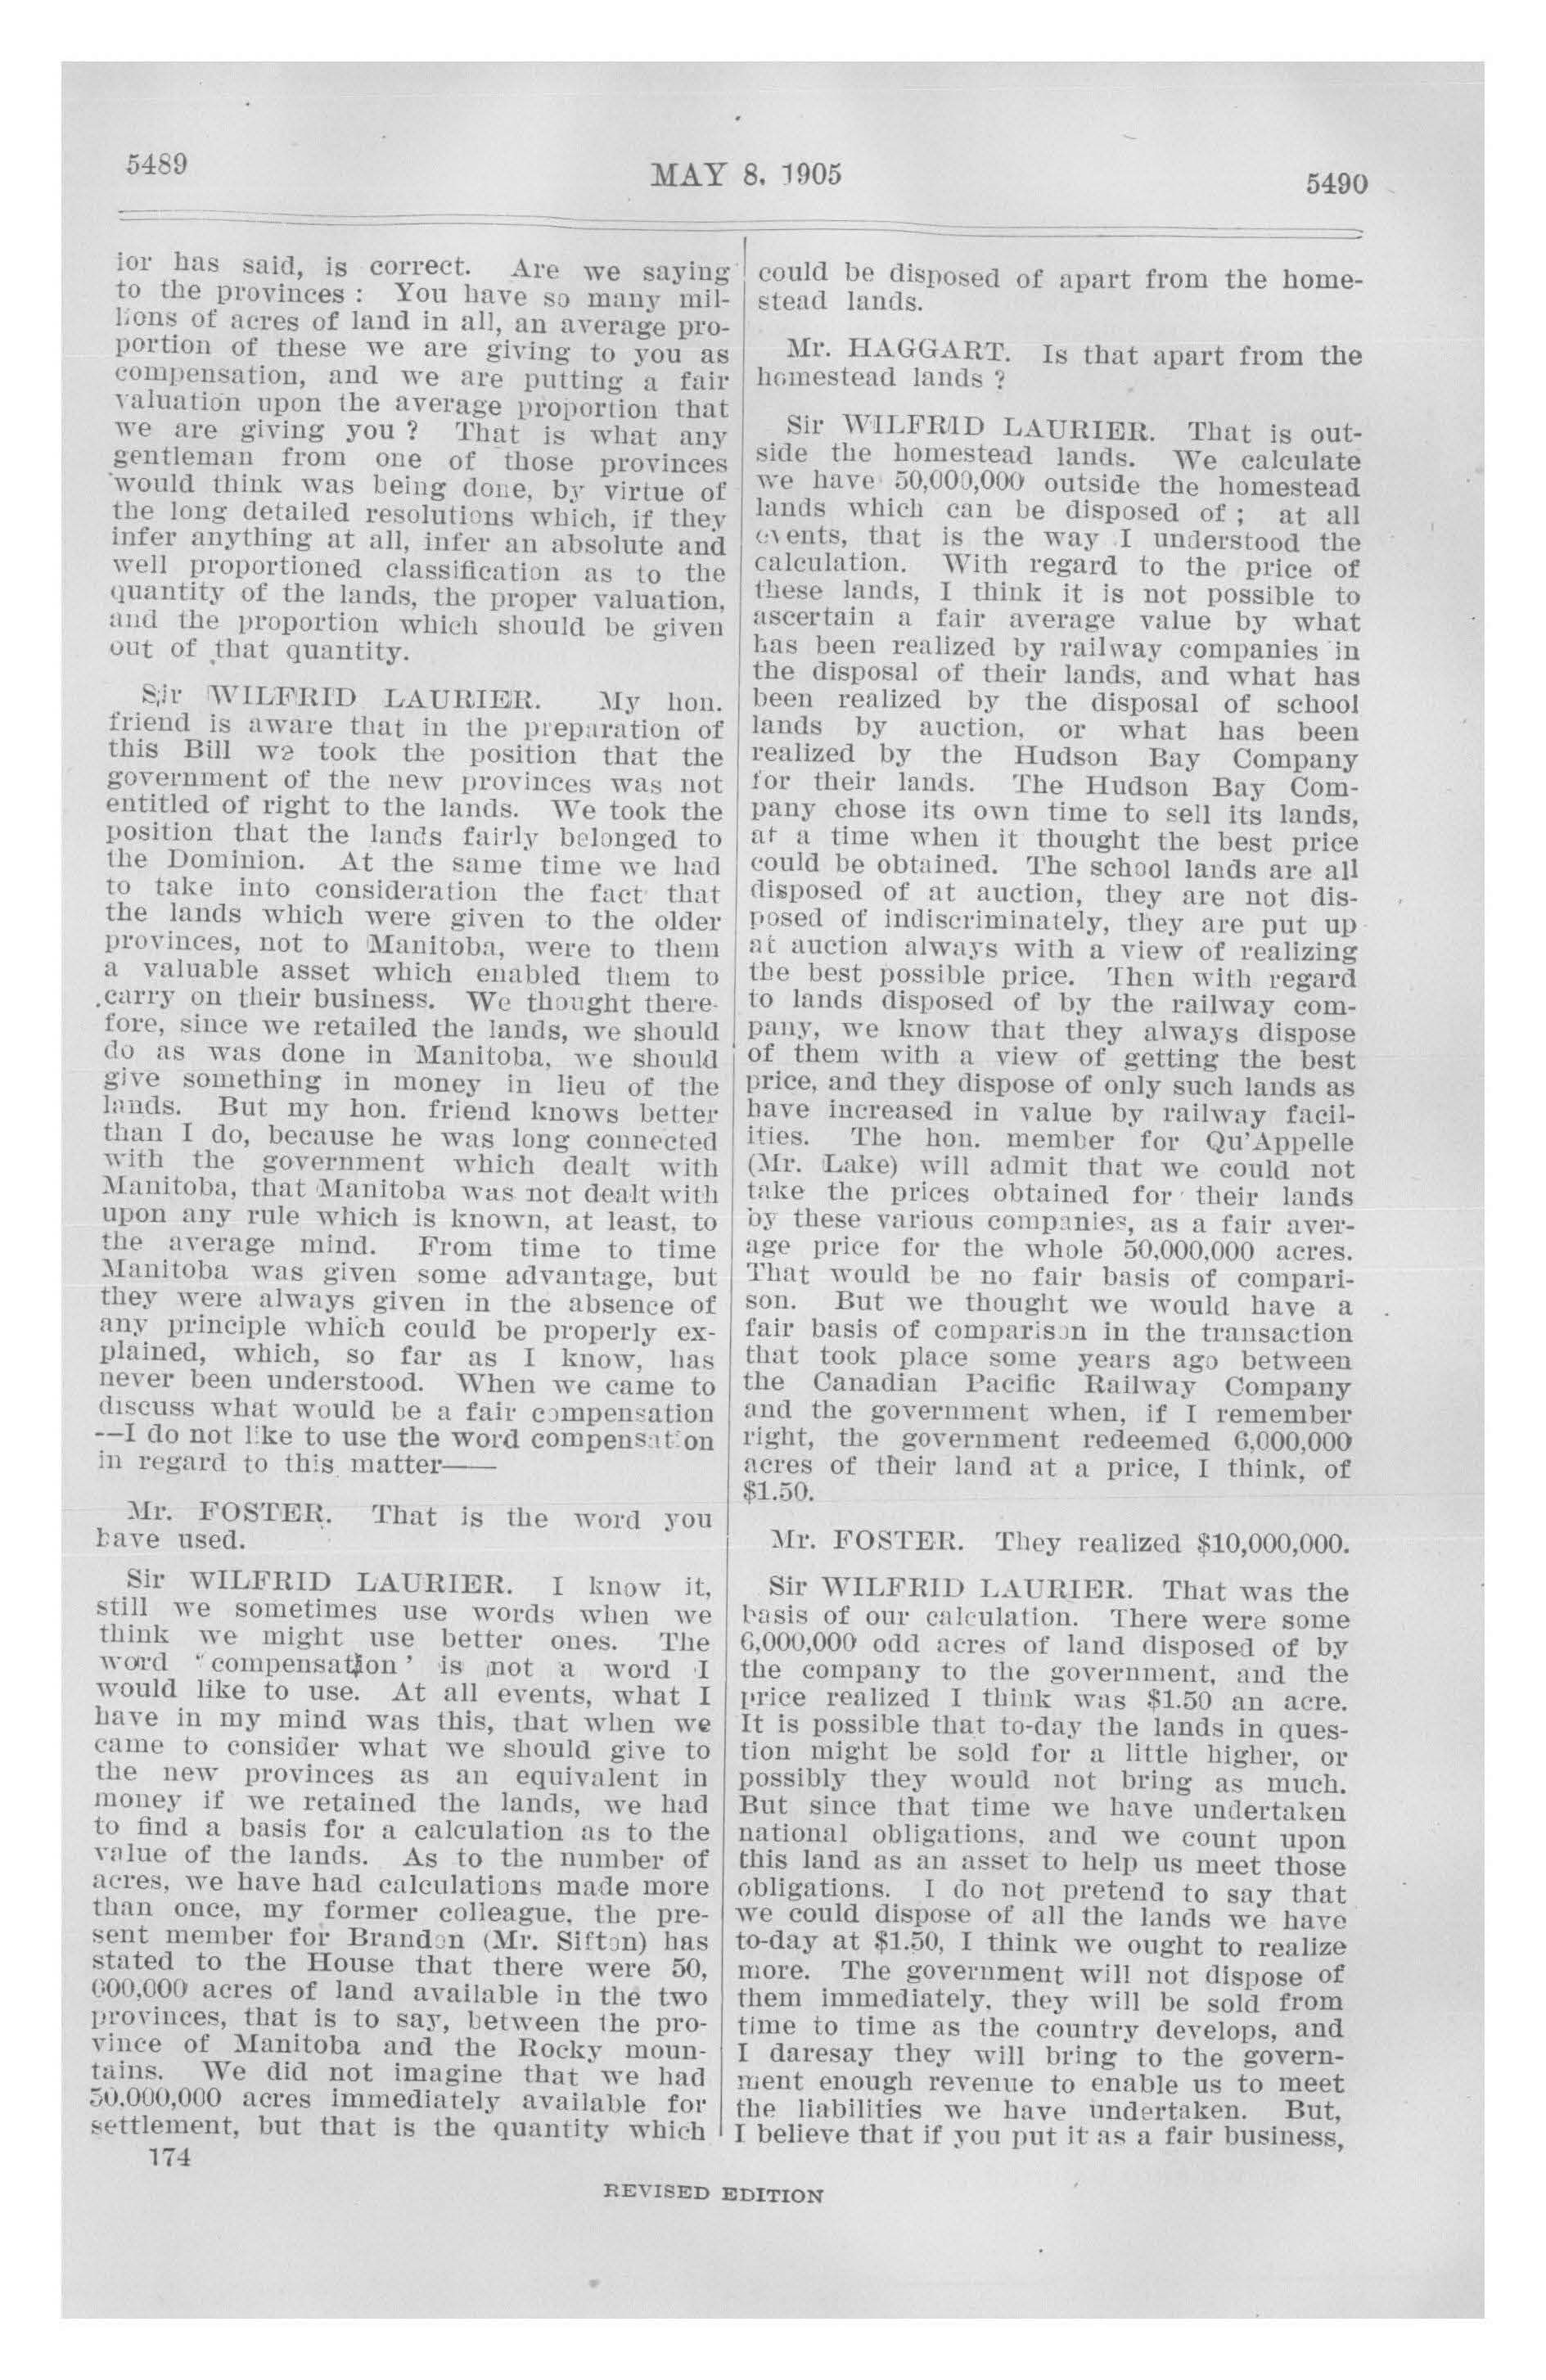 5489
MAY 8, 1905
5490
ior has said, is correct. Are we saying
to the provinces : You have so many mil-
lions of acres of land in all, an average pro-
portion of these we are giving to you as
compensation, and we are putting a fair
valuation upon the average proportion that
we are giving you ? That is what any
gentleman from one of those provinces
would think was being done, by virtue of
the long detailed resolutions which, if they
infer anything at all, infer an absolute and
well proportioned classification as to the
quantity of the lands, the proper valuation,
and the proportion which should be given
out of that quantity.
Sir WILFRID LAURIER. My hon.
friend is aware that in the preparation of
this Bill we took the position that the
government of the new provinces was not
entitled of right to the lands. We took the
position that the lands fairly belonged to
the Dominion. At the same time we had
to take into consideration the fact that
the lands which were given to the older
provinces, not to Manitoba, were to them
a valuable asset which enabled them to
carry on their business. We thought there-
fore, since we retailed the lands, we should
do as was done in Manitoba, we should
give something in money in lieu of the
lands. But my hon. friend knows better
than I do, because he was long connected
with the government which dealt with
Manitoba, that Manitoba was not dealt with
upon any rule which is known, at least, to
the average mind. From time to time
Manitoba was given some advantage, but
they were always given in the absence of
any principle which could be properly ex-
plained, which, so far as I know, has
never been understood. When we came to
discuss what would be a fair compensation
--I do not like to use the word compensation
in regard to this matter——
Mr. FOSTER. That is the word you
have used.
Sir WILFRID LAURIER. I know it,
still we sometimes use words when we
think we might use better ones. The
word ‘ compensation ’ is not a word I
would like to use. At all events, what I
have in my mind was this, that when we
came to consider what we should give to
the new provinces as an equivalent in
money if we retained the lands, we had
to find a basis for a calculation as to the
value of the lands. As to the number of
acres, we have had calculations made more
than once, my former colleague, the pre-
sent member for Brandon (Mr. Sifton) has
stated to the House that there were 50,
000,000 acres of land available in the two
provinces, that is to say, between the pro-
vince of Manitoba and the Rocky moun-
tains. We did not imagine that we had
50,000,000 acres immediately available for
settlement, but that is the quantity which
174
could be disposed of apart from the home-
stead lands.
Mr. HAGGART. Is that apart from the
homestead lands ?
Sir WILFRID LAURIER. That is out-
side the homestead lands. We calculate
we have 50,000,000 outside the homestead
lands which can be disposed of ; at all
events, that is the way I understood the
calculation. With regard to the price of
these lands, I think it is not possible to
ascertain a fair average value by what
has been realized by railway companies in
the disposal of their lands, and what has
been realized by the disposal of school
lands by auction, or what has been
realized by the Hudson Bay Company
for their lands. The Hudson Bay Com-
pany chose its own time to sell its lands,
at a time when it thought the best price
could be obtained. The school lands are all
disposed of at auction, they are not dis-
posed of indiscriminately, they are put up
at auction always with a view of realizing
the best possible price. Then with regard
to lands disposed of by the railway com-
pany, we know that they always dispose
of them with a view of getting the best
price, and they dispose of only such lands as
have increased in value by railway facil-
ities. The hon. member for Qu'Appelle
(Mr. Lake) will admit that we could not
take the prices obtained for their lands
by these various companies, as a fair aver-
age price for the whole 50,000,000 acres.
That would be no fair basis of compari-
son. But we thought we would have a
fair basis of comparison in the transaction
that took place some years ago between
the Canadian Pacific Railway Company
and the government when, if I remember
right, the government redeemed 6,000,000
acres of their land at a price, I think, of
$1.50.
Mr. FOSTER. They realized $10,000,000.
Sir WILFRID LAURIER. That was the
basis of our calculation. There were some
6,000,000 odd acres of land disposed of by
the company to the government, and the
price realized I think was $1.50 an acre.
It is possible that to-day the lands in ques-
tion might be sold for a little higher, or
possibly they would not bring as much.
But since that time we have undertaken
national obligations, and we count upon
this land as an asset to help us meet those
obligations. I do not pretend to say that
we could dispose of all the lands we have
to-day at $1.50, I think we ought to realize
more. The government will not dispose of
them immediately, they will be sold from
time to time as the country develops, and
I daresay they will bring to the govern-
ment enough revenue to enable us to meet
the liabilities we have undertaken. But,
I believe that if you put it as a fair business,
REVISED EDITION